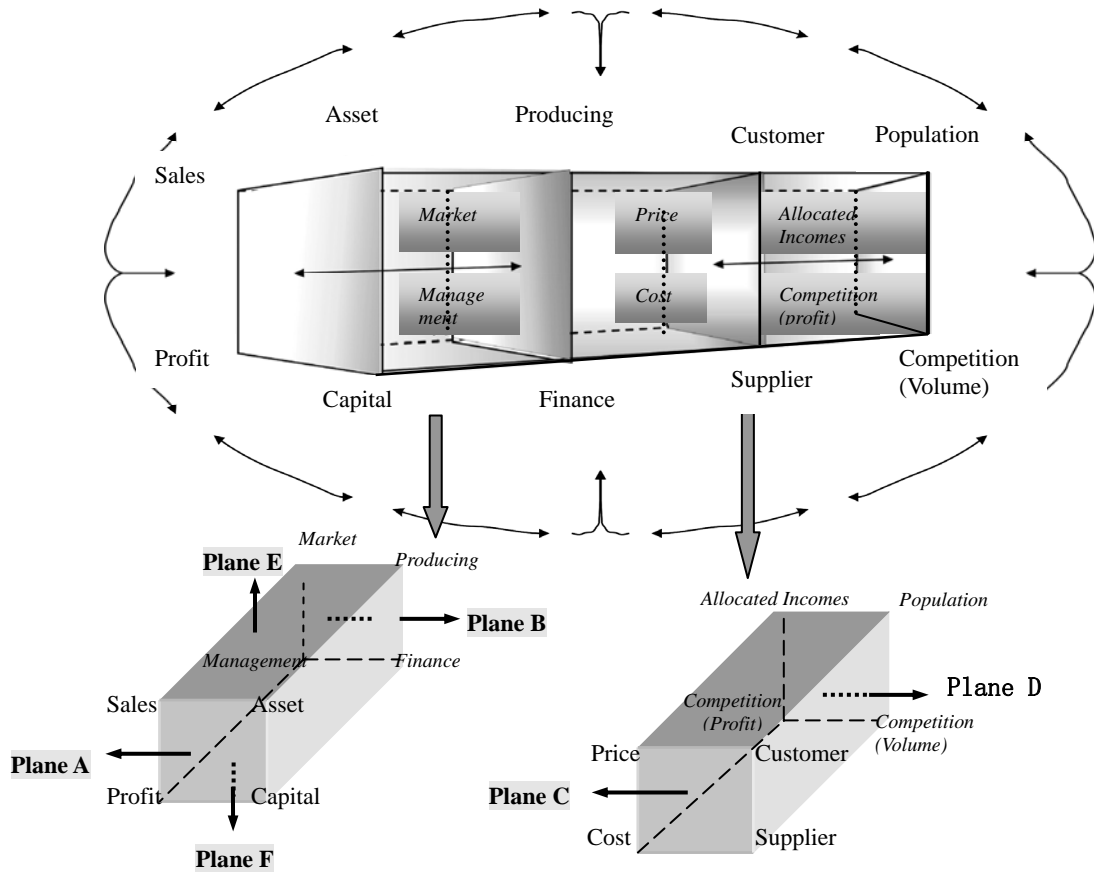 Asset
Producing
Customer
Population
Sales
Market
Price
Allocated
Incomes
Manage
ment
Cost
Competition
(profit)
Profit
Capital
Finance
Supplier
Competition
(Volume)
Market
Plane E
Producing
Plane B
Management
Finance
Sales
Asset
Plane A
Profit
Capital
Plane F
Allocated Incomes
Population
Plane D
Competition
(Profit)
Competition
(Volume)
Price
Customer
Plane C
Cost
Supplier